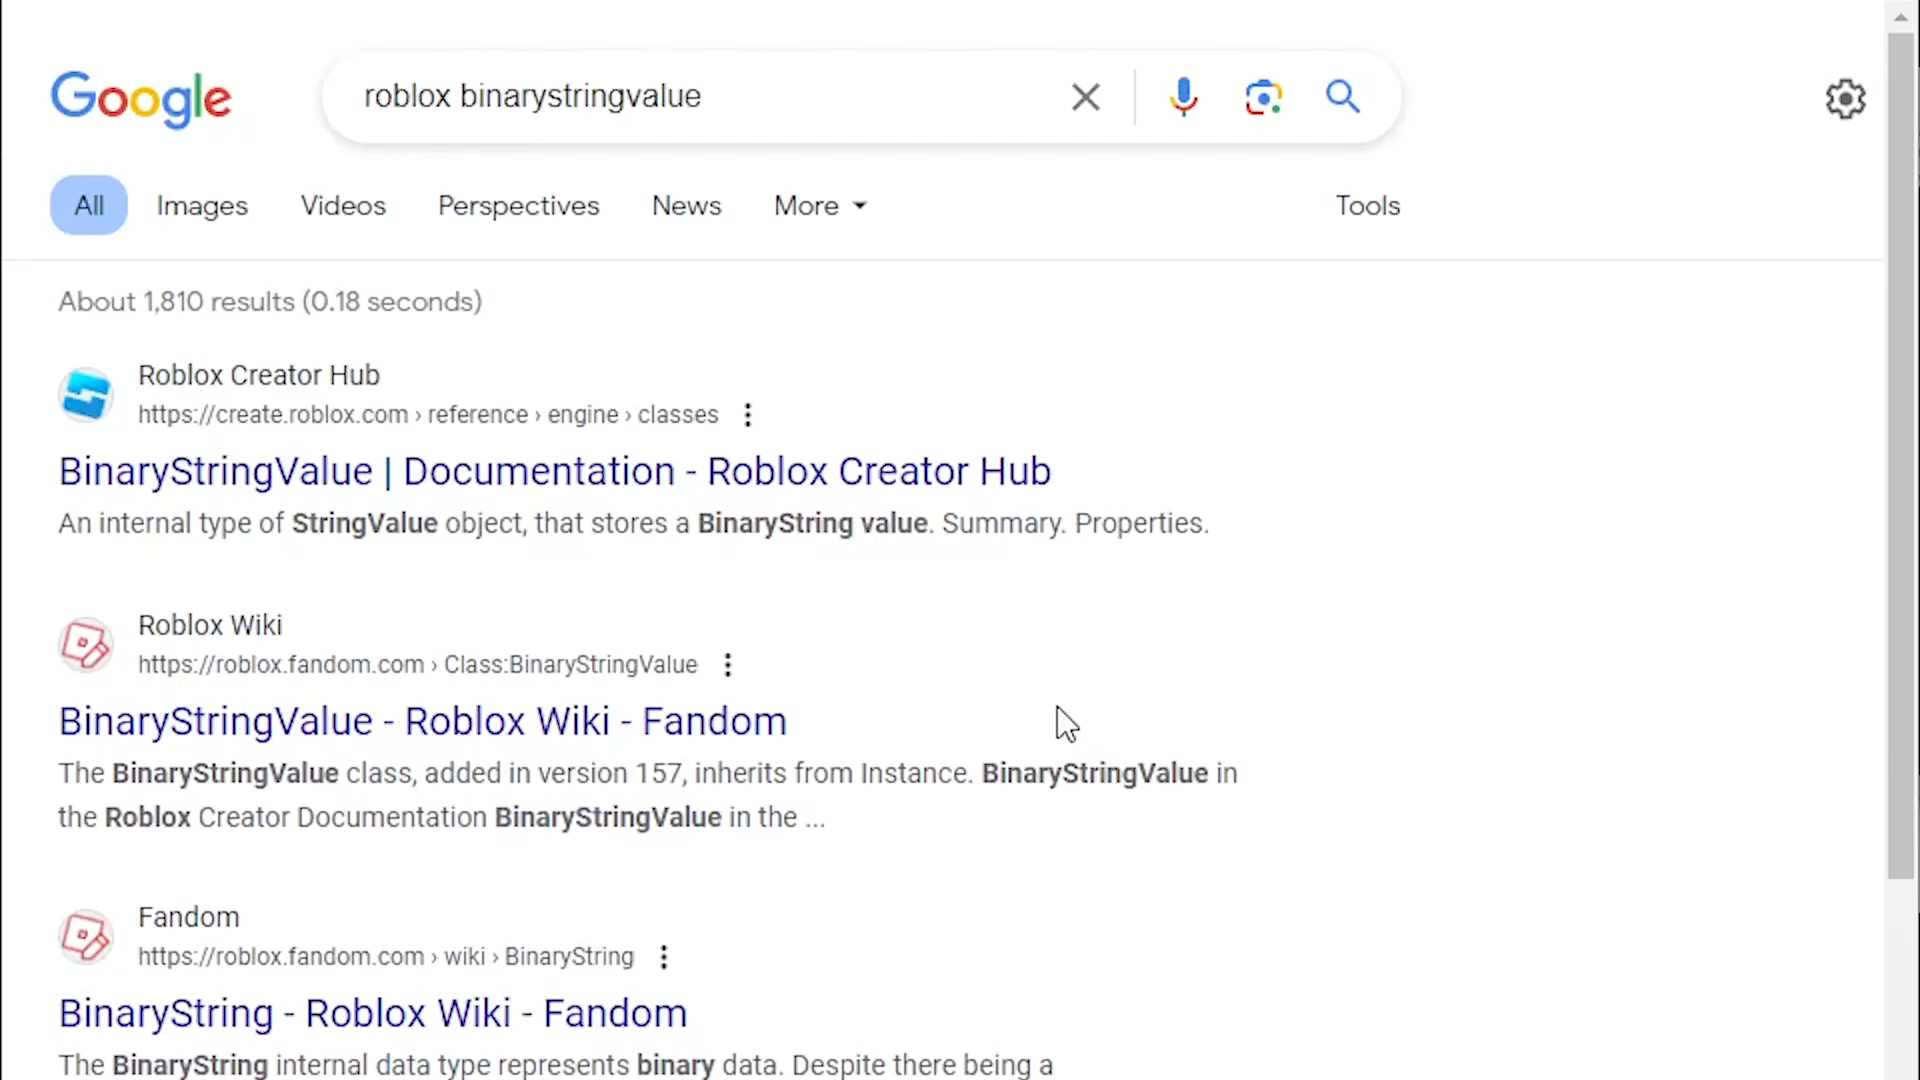 Google
roblox binarystringvalue
All Images Videos Perspectives News More Tools
About 1,810 results (0.18 seconds)
Roblox Creator Hub
https://create.roblox.com › reference › engine › classes
BinaryStringValue | Documentation - Roblox Creator Hub
An internal type of StringValue object, that stores a BinaryString value. Summary. Properties.
Roblox Wiki
https://roblox.fandom.com › Class:BinaryStringValue
BinaryStringValue - Roblox Wiki - Fandom
The BinaryStringValue class, added in version 157, inherits from Instance. BinaryStringValue in
the Roblox Creator Documentation BinaryStringValue in the ...
Fandom
https://roblox.fandom.com › wiki › BinaryString
BinaryString - Roblox Wiki - Fandom
The BinaryString internal data type represents binary data. Despite there being a